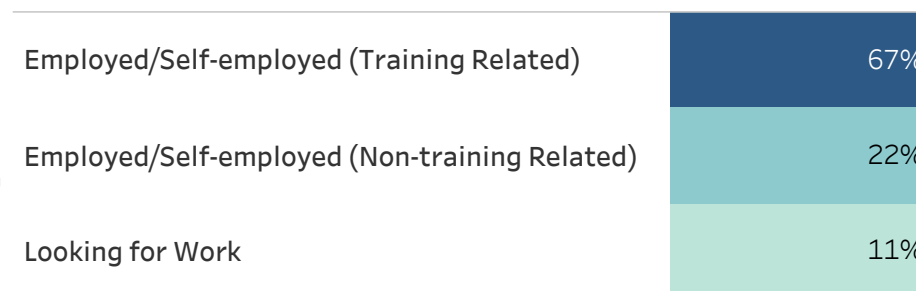 Employed/Self-employed (Training Related) 67%
Employed/Self-employed (Non-training Related) 22%
Looking for Work 11%